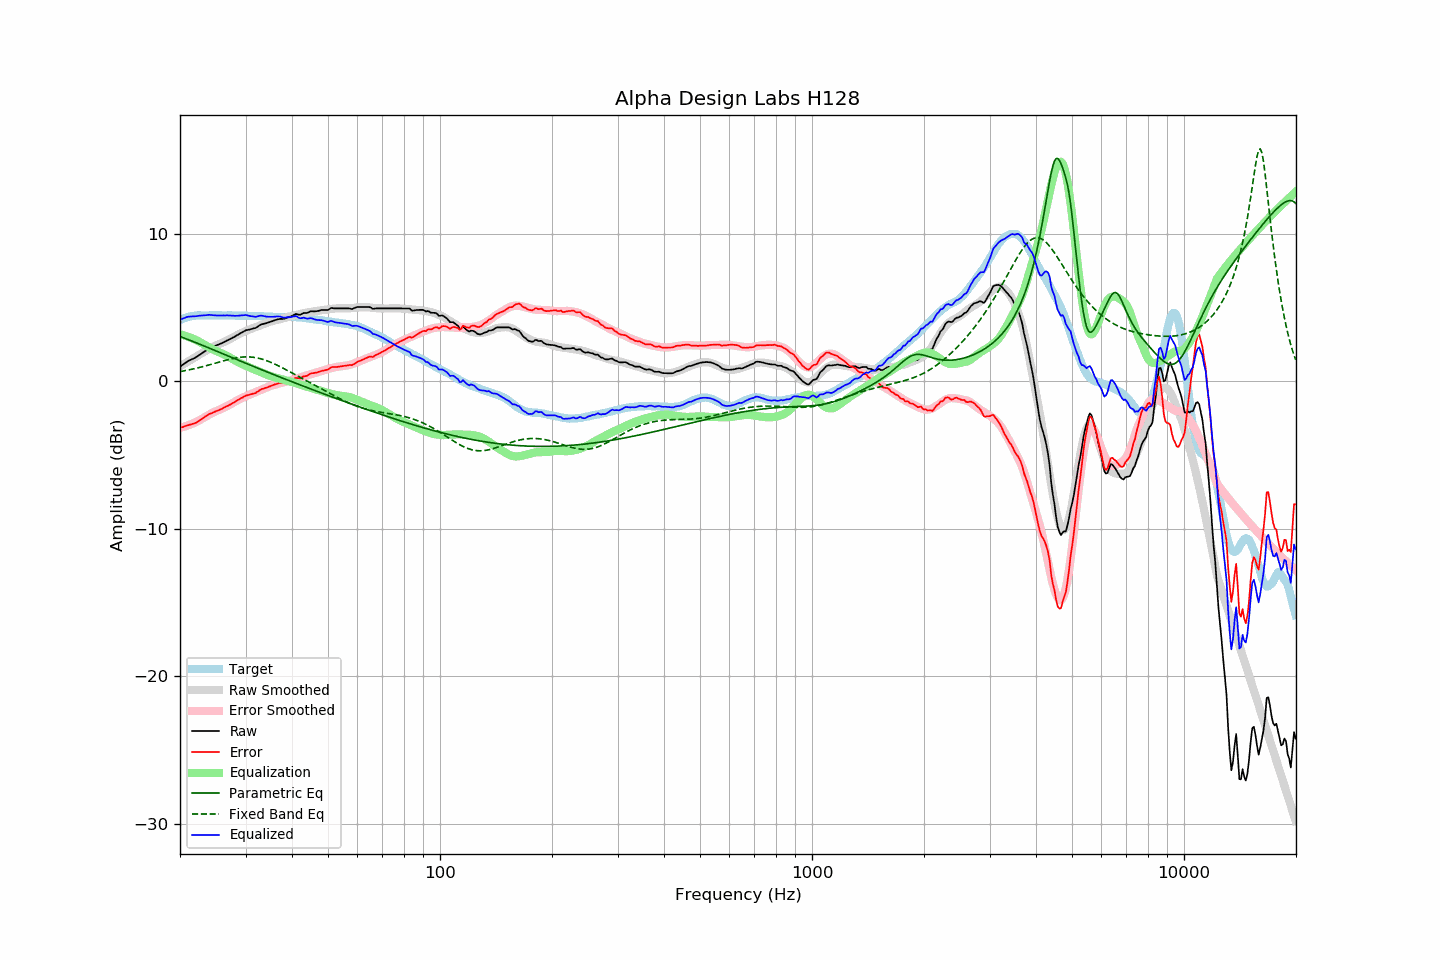 Alpha Design Labs H128
Amplitude (dBr)
10
0
−10
−20
−30
Target
Raw Smoothed
Error Smoothed
Raw
Error
Equalization
Parametric Eq
Fixed Band Eq
Equalized
100
1000
10000
Frequency (Hz)